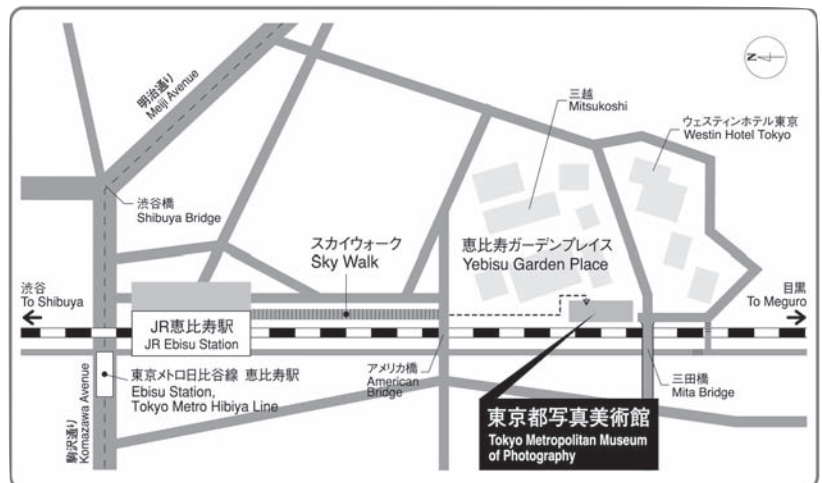 N
明治通り
Meiji Avenue
三越
Mitsukoshi
ウェスティンホテル東京
Westin Hotel Tokyo
渋谷橋
Shibuya Bridge
スカイウォーク
Sky Walk
恵比寿ガーデンプレイス
Yebisu Garden Place
渋谷
To Shibuya
目黒
To Meguro
JR恵比寿駅
JR Ebisu Station
東京メトロ日比谷線 恵比寿駅
Ebisu Station,
Tokyo Metro Hibiya Line
アメリカ橋
American
Bridge
三田橋
Mita Bridge
駒沢通り
Komazawa Avenue
東京都写真美術館
Tokyo Metropolitan Museum
of Photography